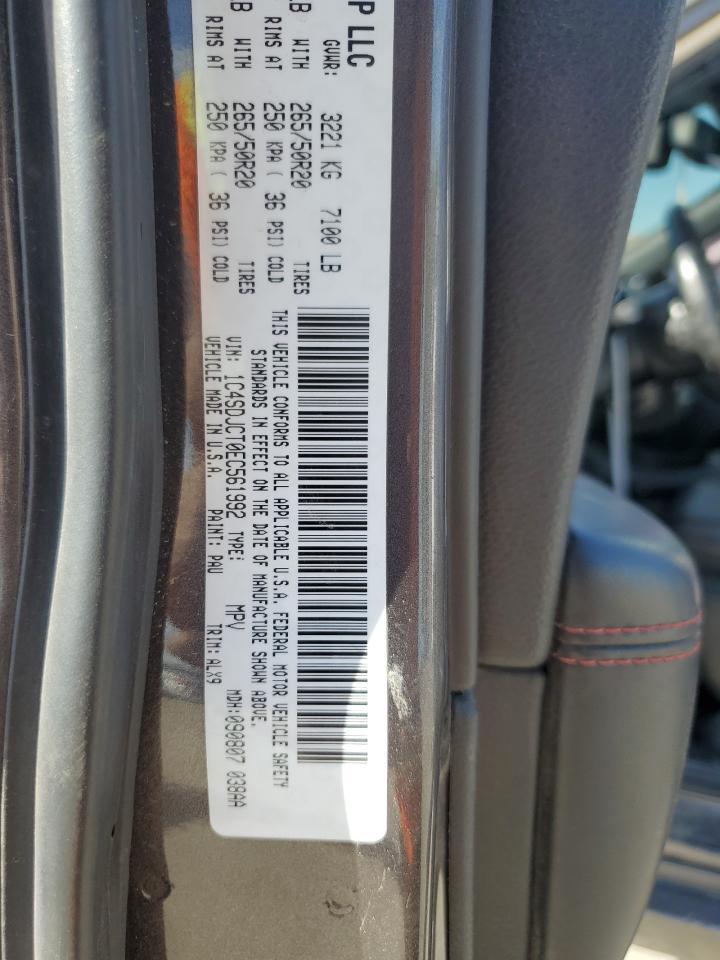 P LLC
GVWR: 3221 KG 7100 LB
LB WITH 265/50R20 TIRES
RIMS AT 250 KPA ( 36 PSI) COLD
LB WITH 265/50R20 TIRES
RIMS AT 250 KPA ( 36 PSI) COLD
THIS VEHICLE CONFORMS TO ALL APPLICABLE U.S.A. FEDERAL MOTOR VEHICLE SAFETY
STANDARDS IN EFFECT ON THE DATE OF MANUFACTURE SHOWN ABOVE.
VIN: 1C4SDJCT0EC561992 TYPE: MPV MDH:090807 038AA
VEHICLE MADE IN U.S.A. PAINT: PAU TRIM: ALX9